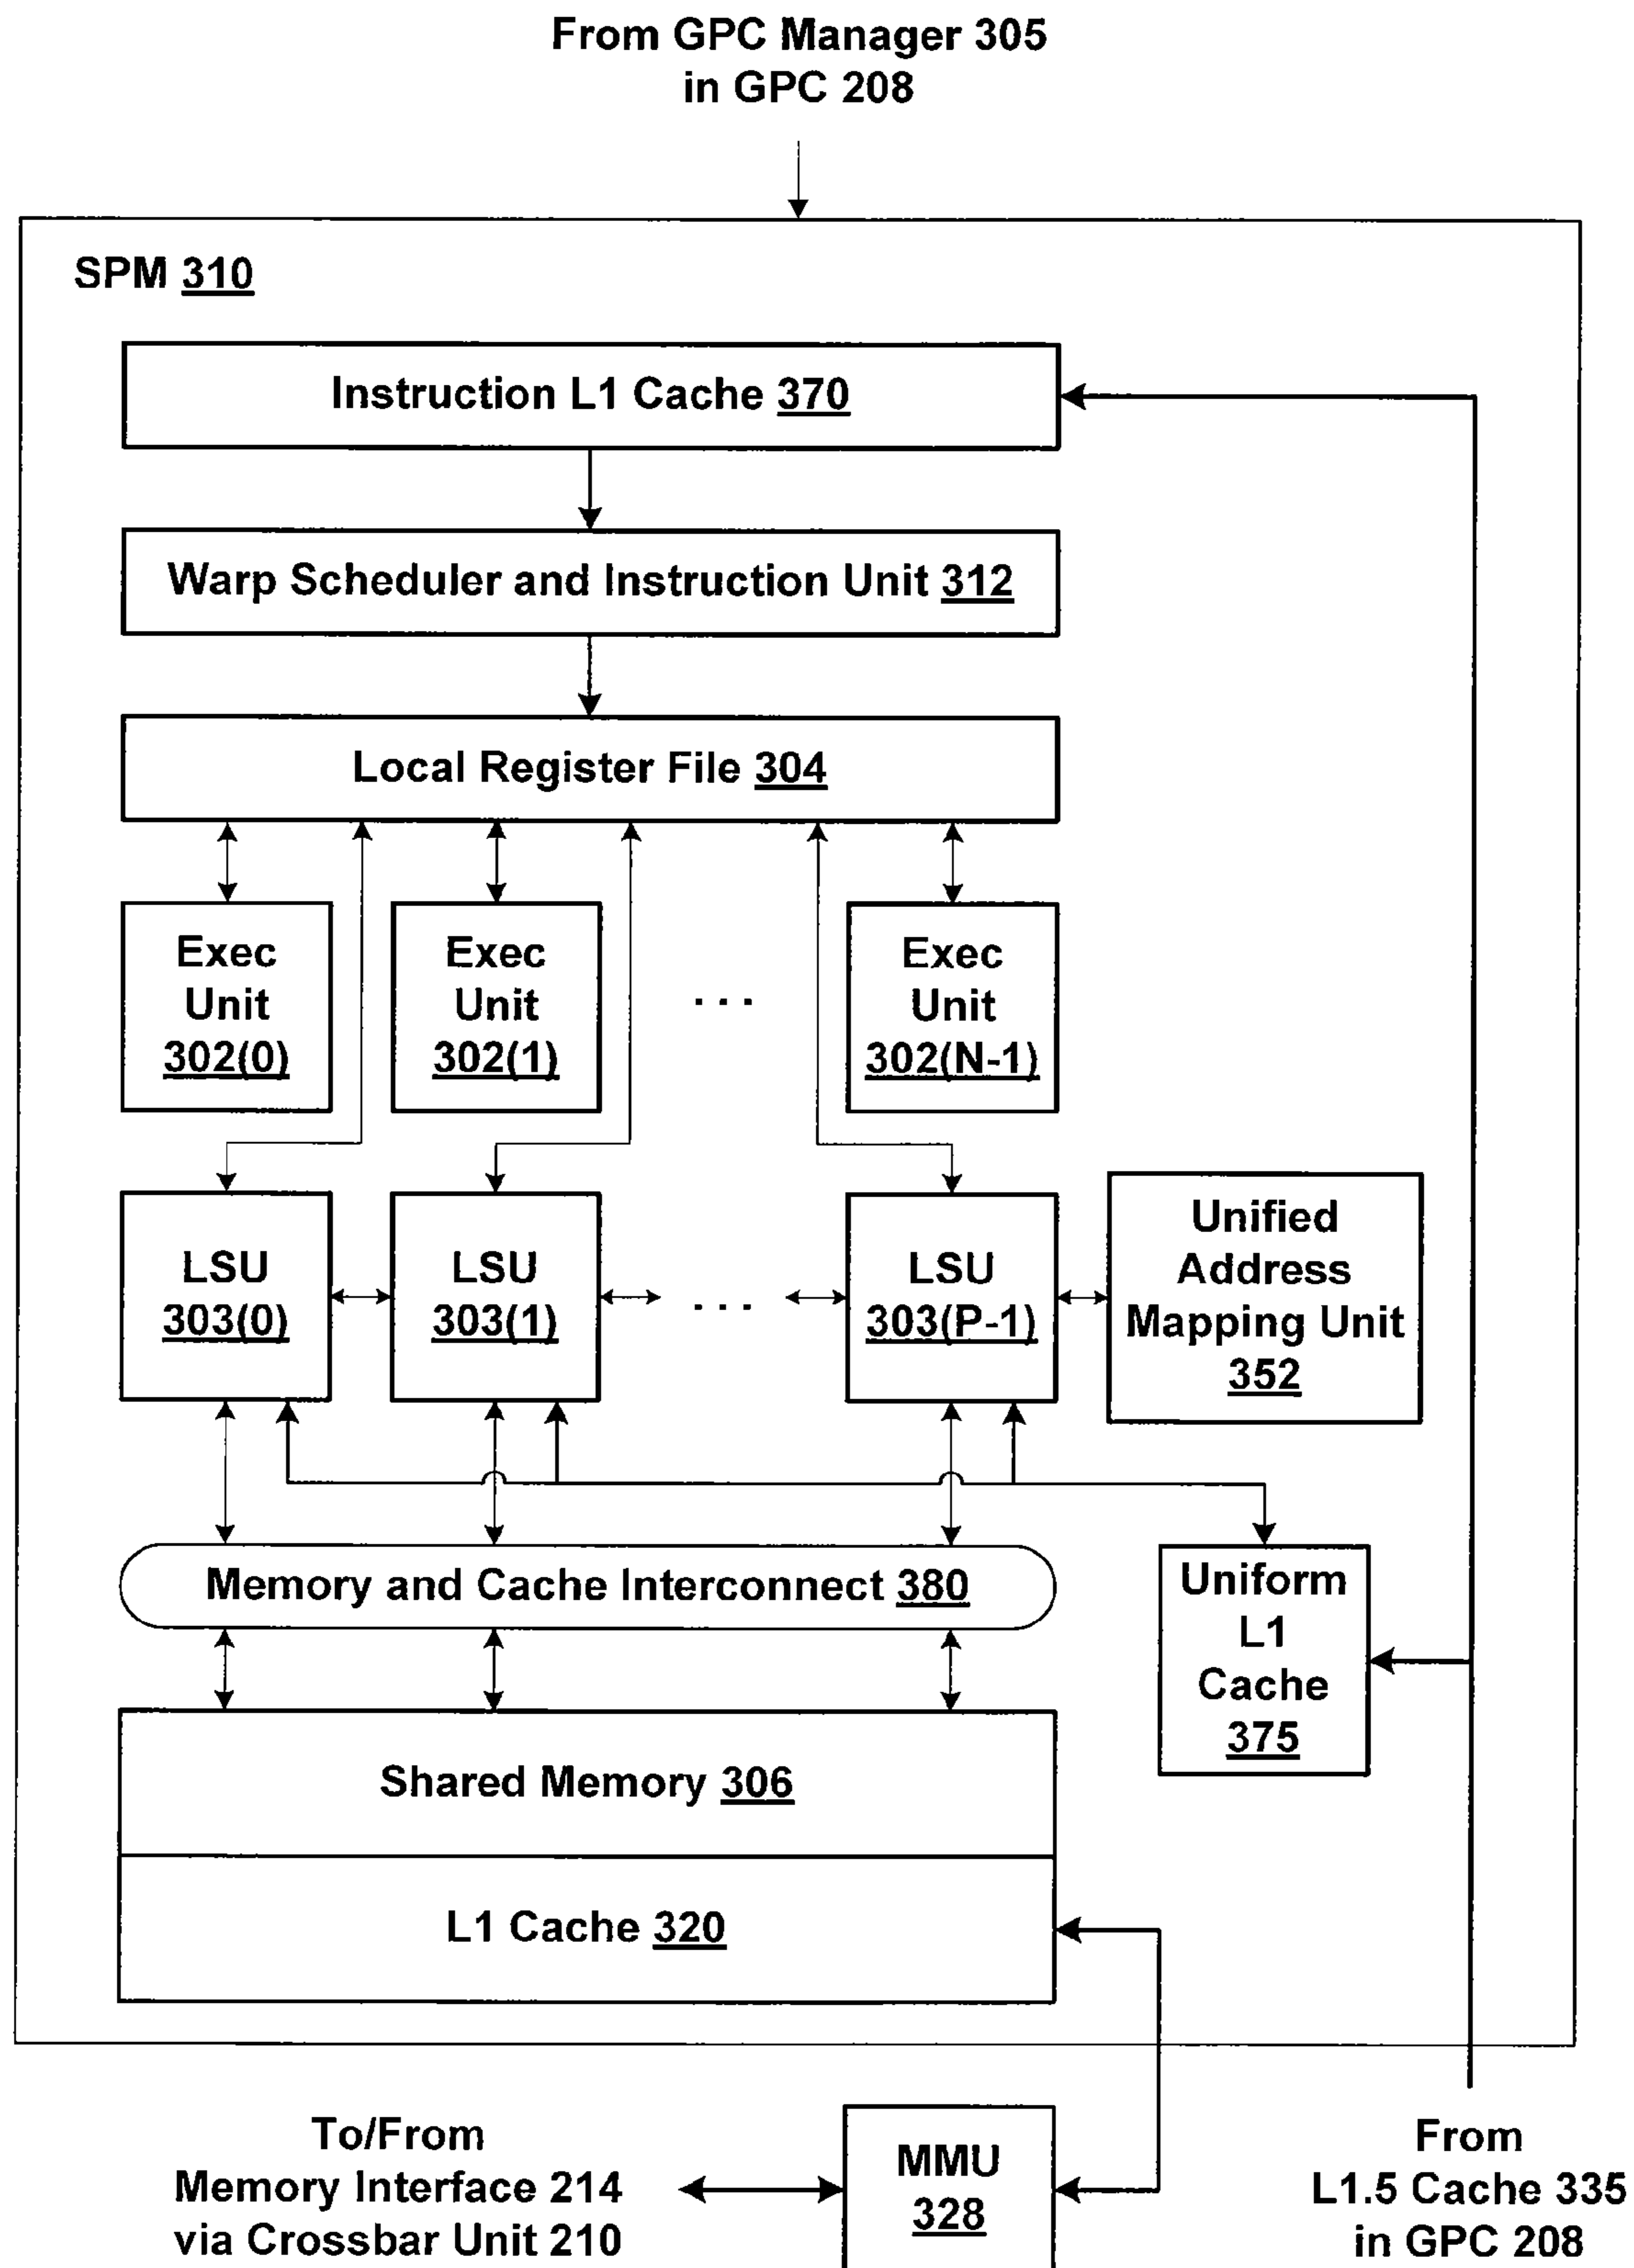 From GPC Manager 305
in GPC 208
SPM 310
Instruction L1 Cache 370
Warp Scheduler and Instruction Unit 312
Local Register File 304
Exec
Unit
302(0)
Exec
Unit
302(1)
. . .
Exec
Unit
302(N-1)
LSU
303(0)
LSU
303(1)
. . .
LSU
303(P-1)
Unified
Address
Mapping Unit
352
Memory and Cache Interconnect 380
Uniform
L1
Cache
375
Shared Memory 306
L1 Cache 320
To/From
Memory Interface 214
via Crossbar Unit 210
MMU
328
From
L1.5 Cache 335
in GPC 208